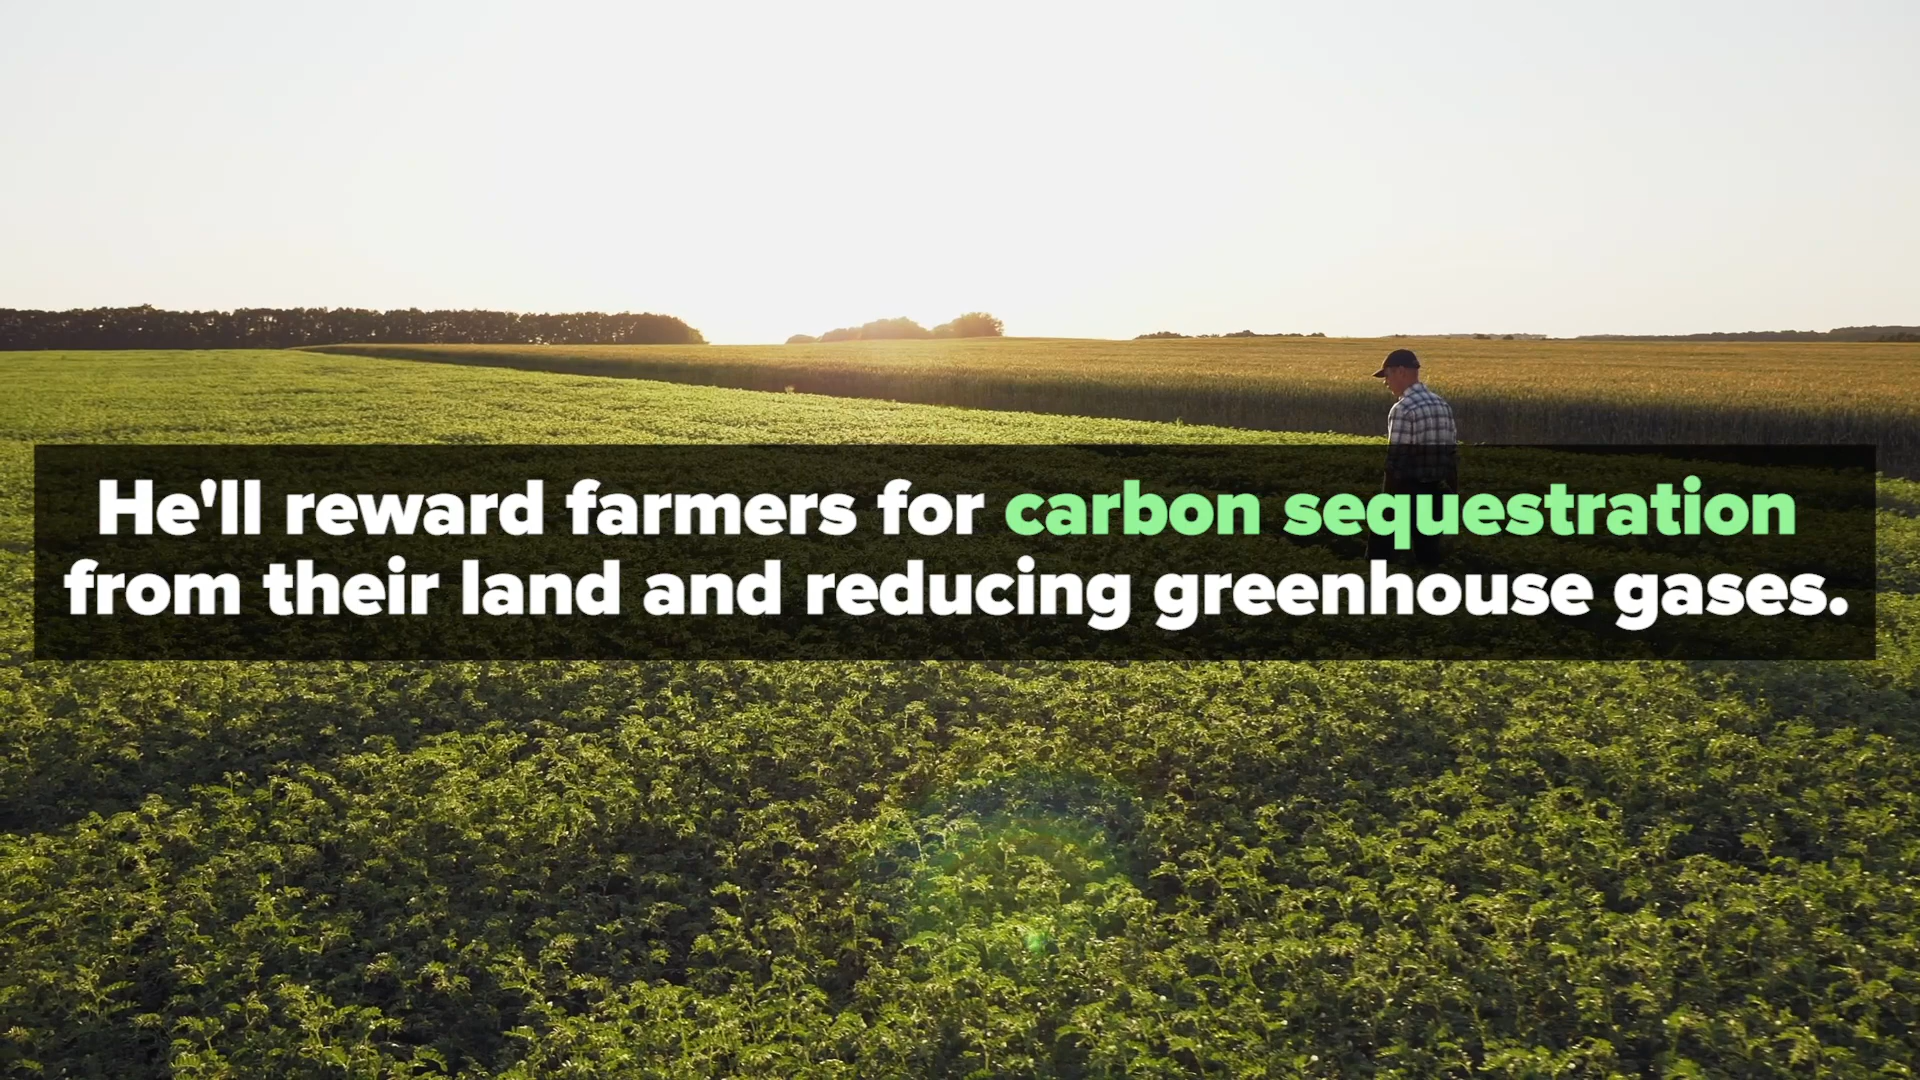 He'll reward farmers for carbon sequestration
from their land and reducing greenhouse gases.